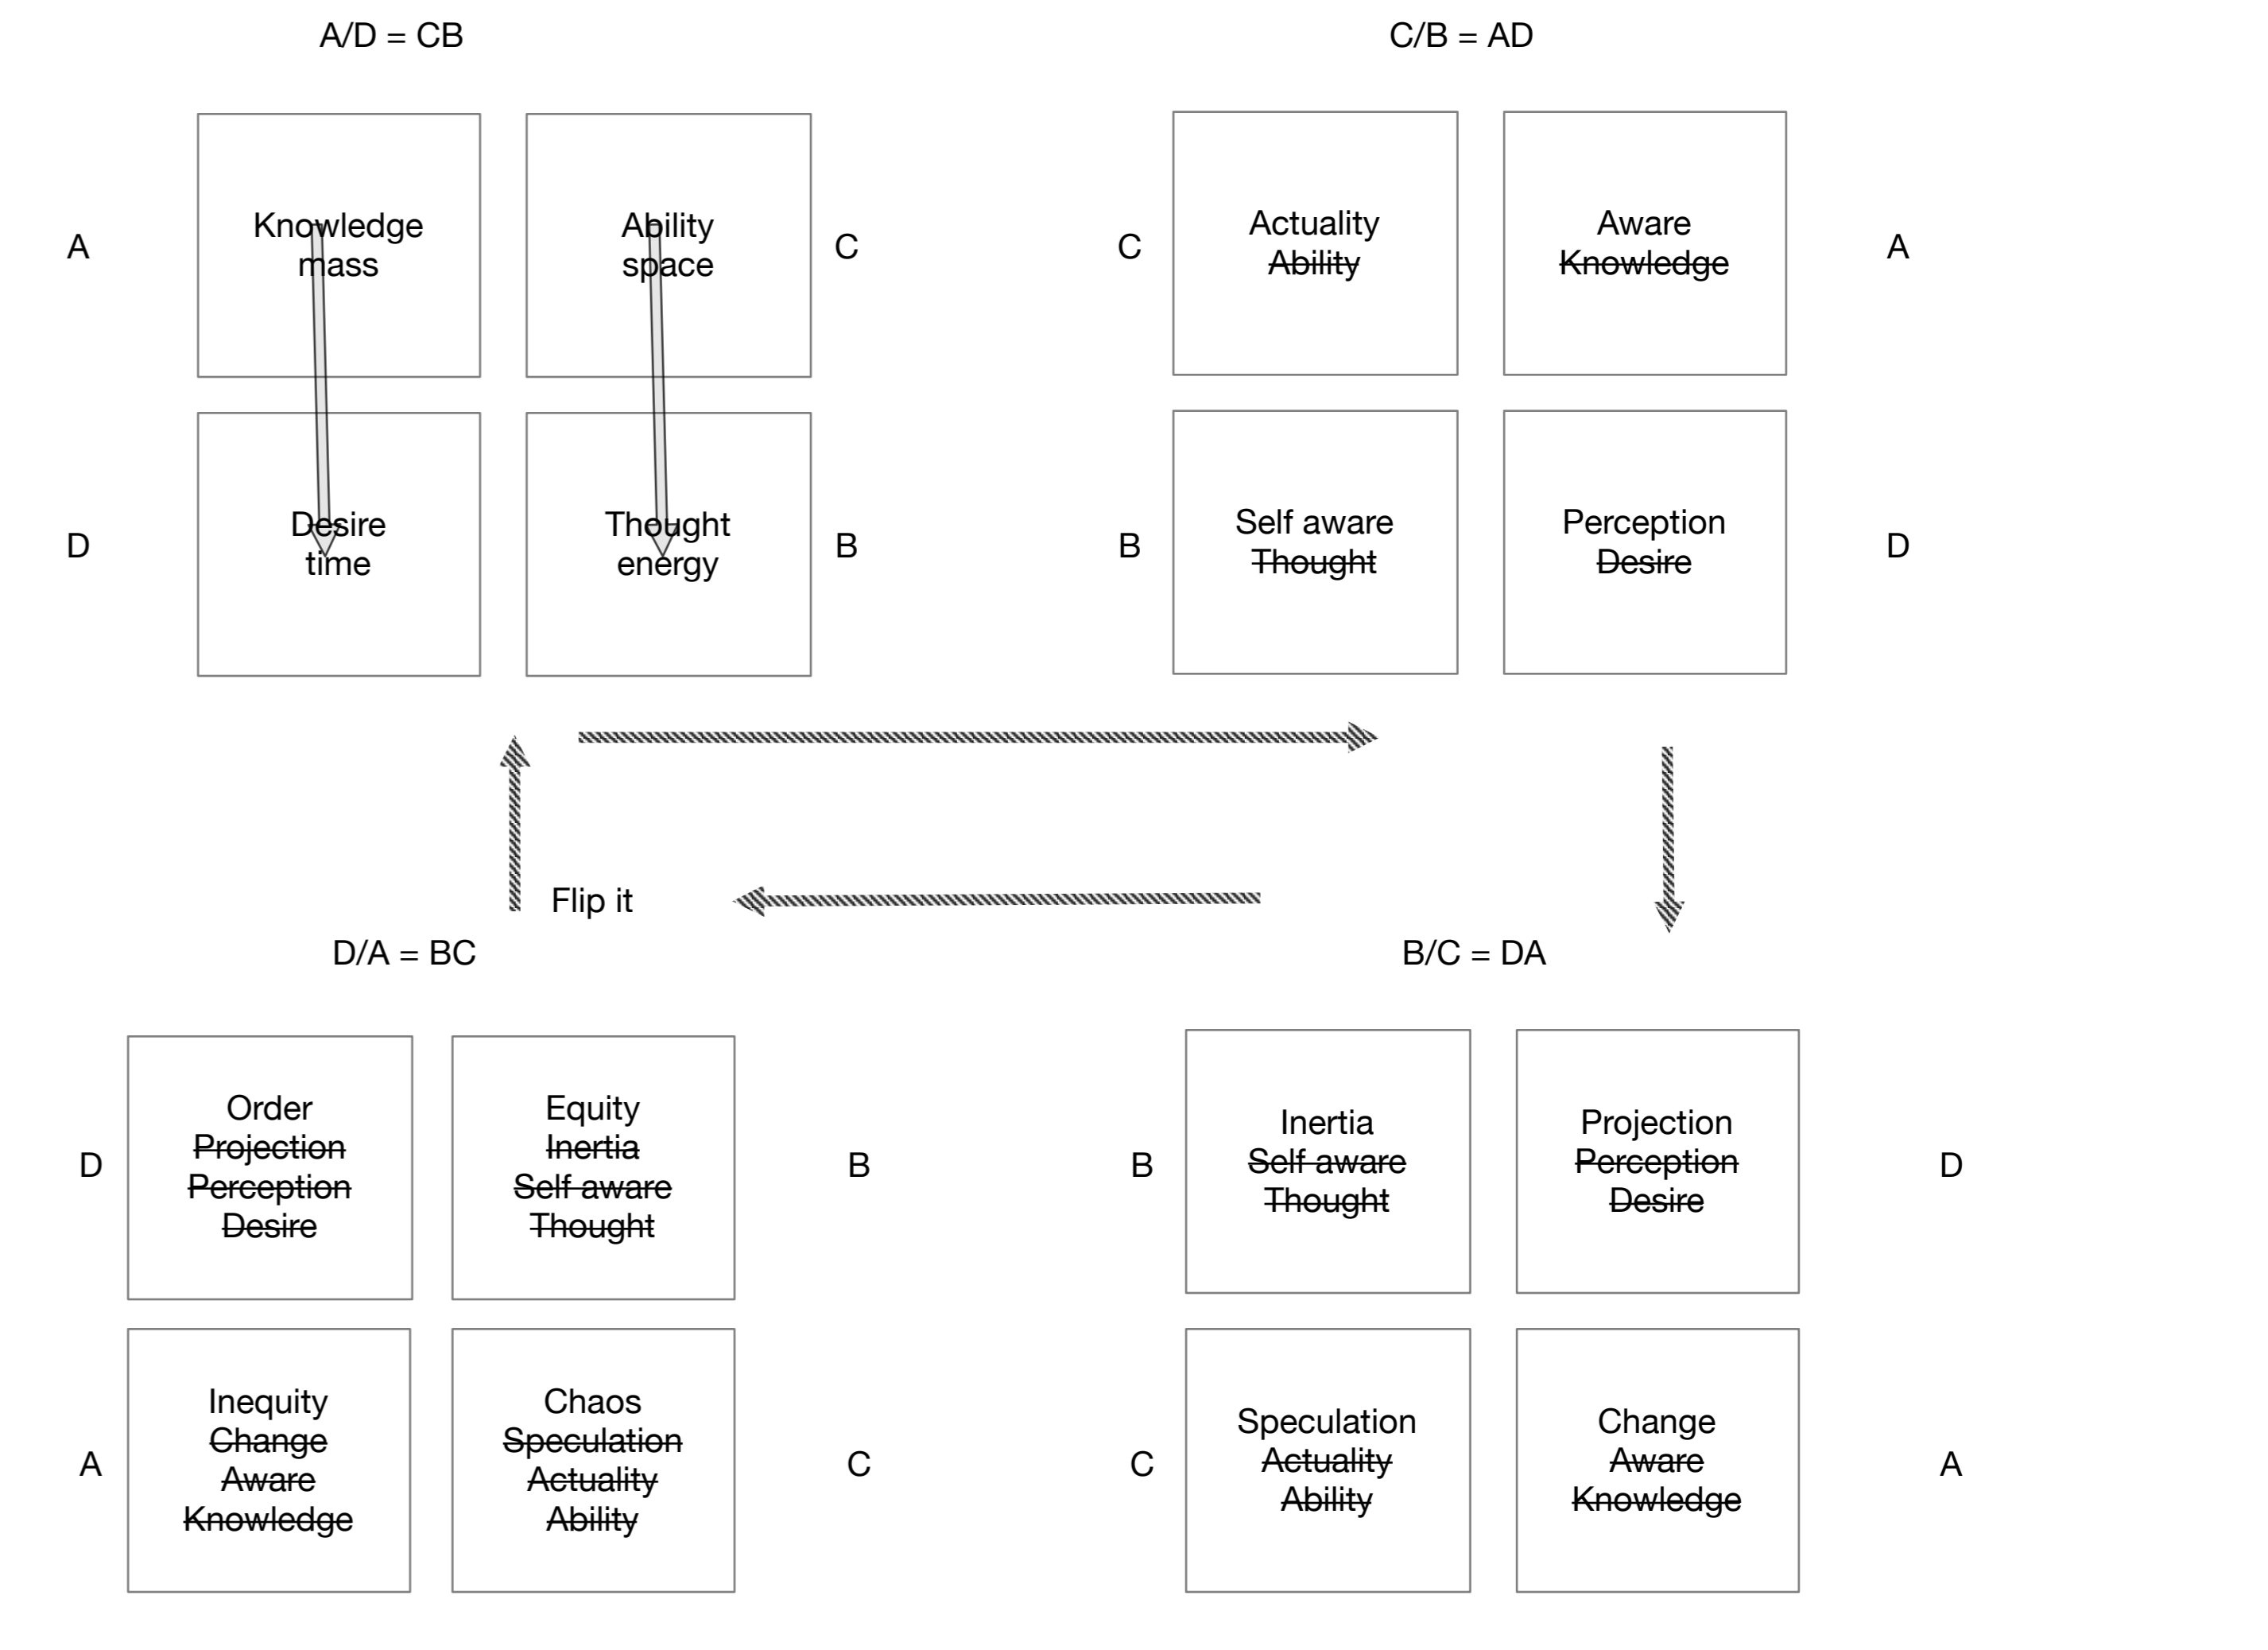 A/D = CB
C/B = AD
A
Knowledge
mass
Ability
space
C
D
Desire
time
Thought
energy
B
C
Actuality
Ability
Aware
Knowledge
A
B
Self aware
Thought
Perception
Desire
D
Flip it
D/A = BC
B/C = DA
D
Order
Projection
Perception
Desire
Equity
Inertia
Self aware
Thought
B
A
Inequity
Change
Aware
Knowledge
Chaos
Speculation
Actuality
Ability
C
B
Inertia
Self aware
Thought
Projection
Perception
Desire
D
C
Speculation
Actuality
Ability
Change
Aware
Knowledge
A